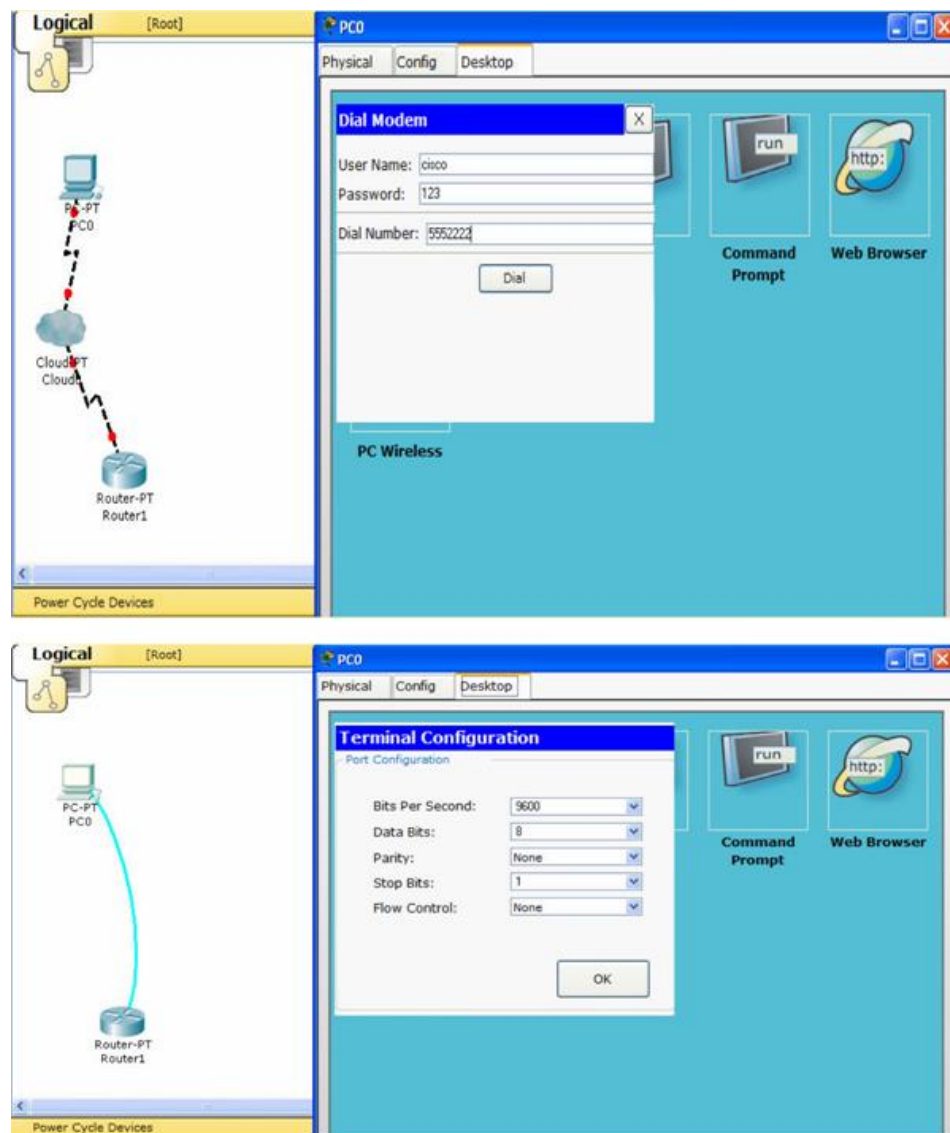 Logical [Root]
PC0
Physical Config Desktop
Dial Modem X
User Name: cisco
Password: 123
Dial Number: 5552222
Dial
run
http:
Command Prompt
Web Browser
PC Wireless
PC-PT
PC0
Cloud-PT
Router-PT
Router1
Power Cycle Devices
Logical [Root]
PC0
Physical Config Desktop
Terminal Configuration
Port Configuration
Bits Per Second: 9600
Data Bits: 8
Parity: None
Stop Bits: 1
Flow Control: None
OK
run
http:
Command Prompt
Web Browser
PC-PT
PC0
Router-PT
Router1
Power Cycle Devices